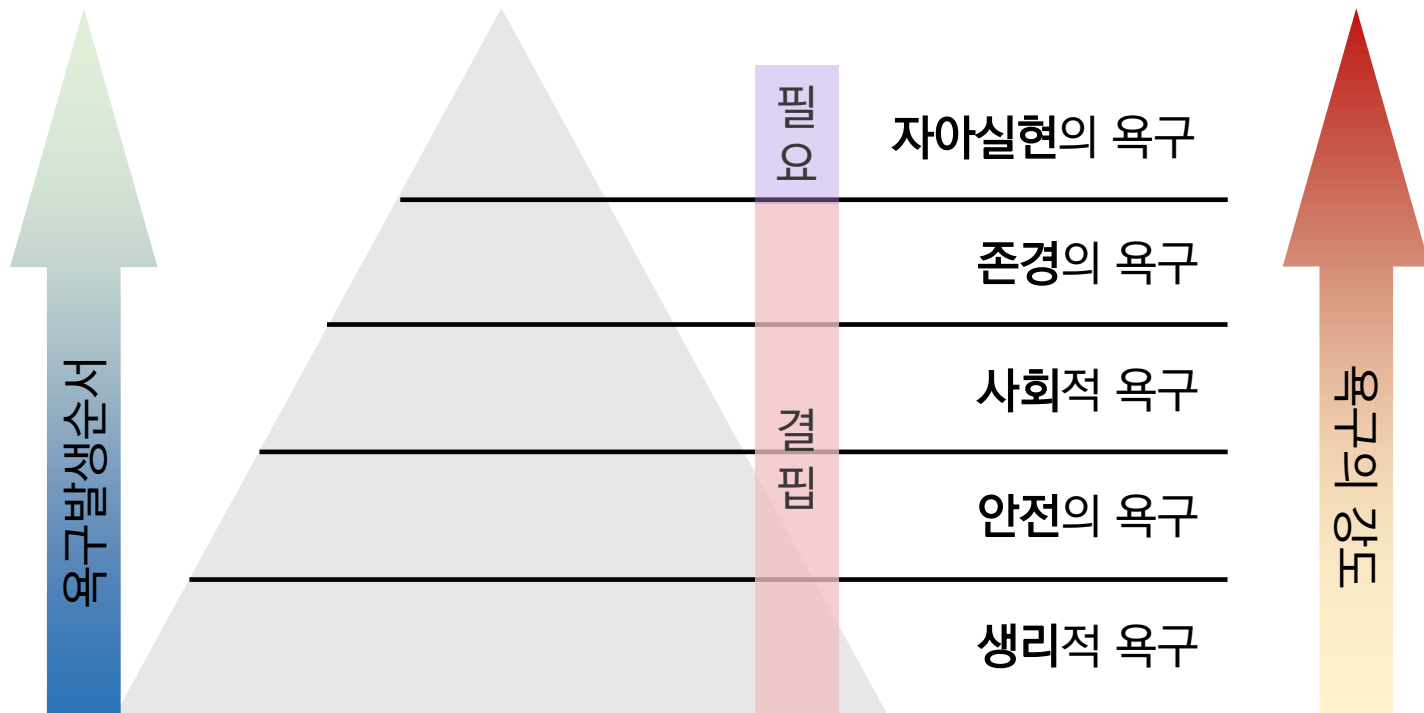 필요
자아실현의 욕구
존경의 욕구
사회적 욕구
결핍
안전의 욕구
생리적 욕구
욕구발생순서
욕구의 강도